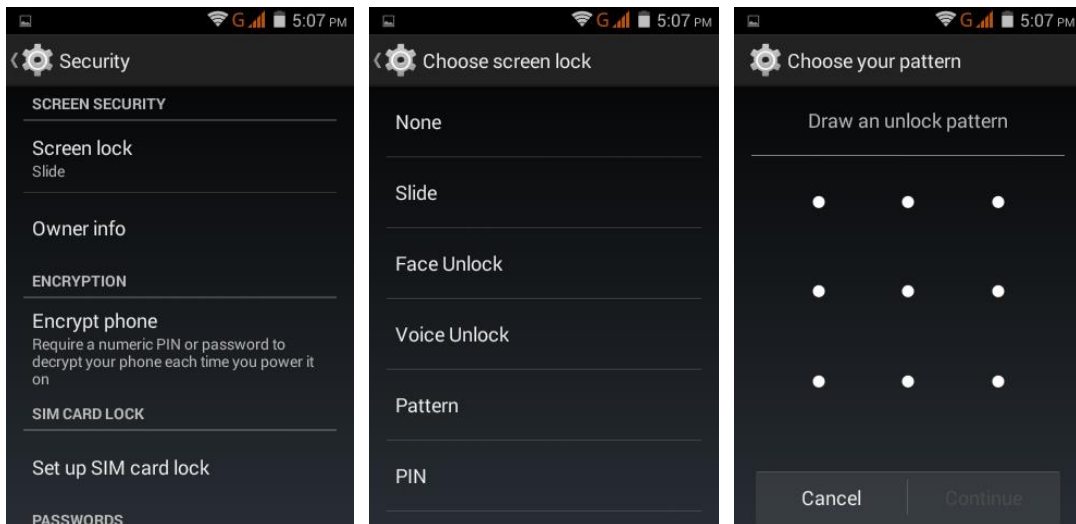 G 5:07 PM
Security
SCREEN SECURITY
Screen lock
Slide
Owner info
ENCRYPTION
Encrypt phone
Require a numeric PIN or password to
decrypt your phone each time you power it
on
SIM CARD LOCK
Set up SIM card lock
PASSWORDS
G 5:07 PM
Choose screen lock
None
Slide
Face Unlock
Voice Unlock
Pattern
PIN
G 5:07 PM
Choose your pattern
Draw an unlock pattern
Cancel
Continue